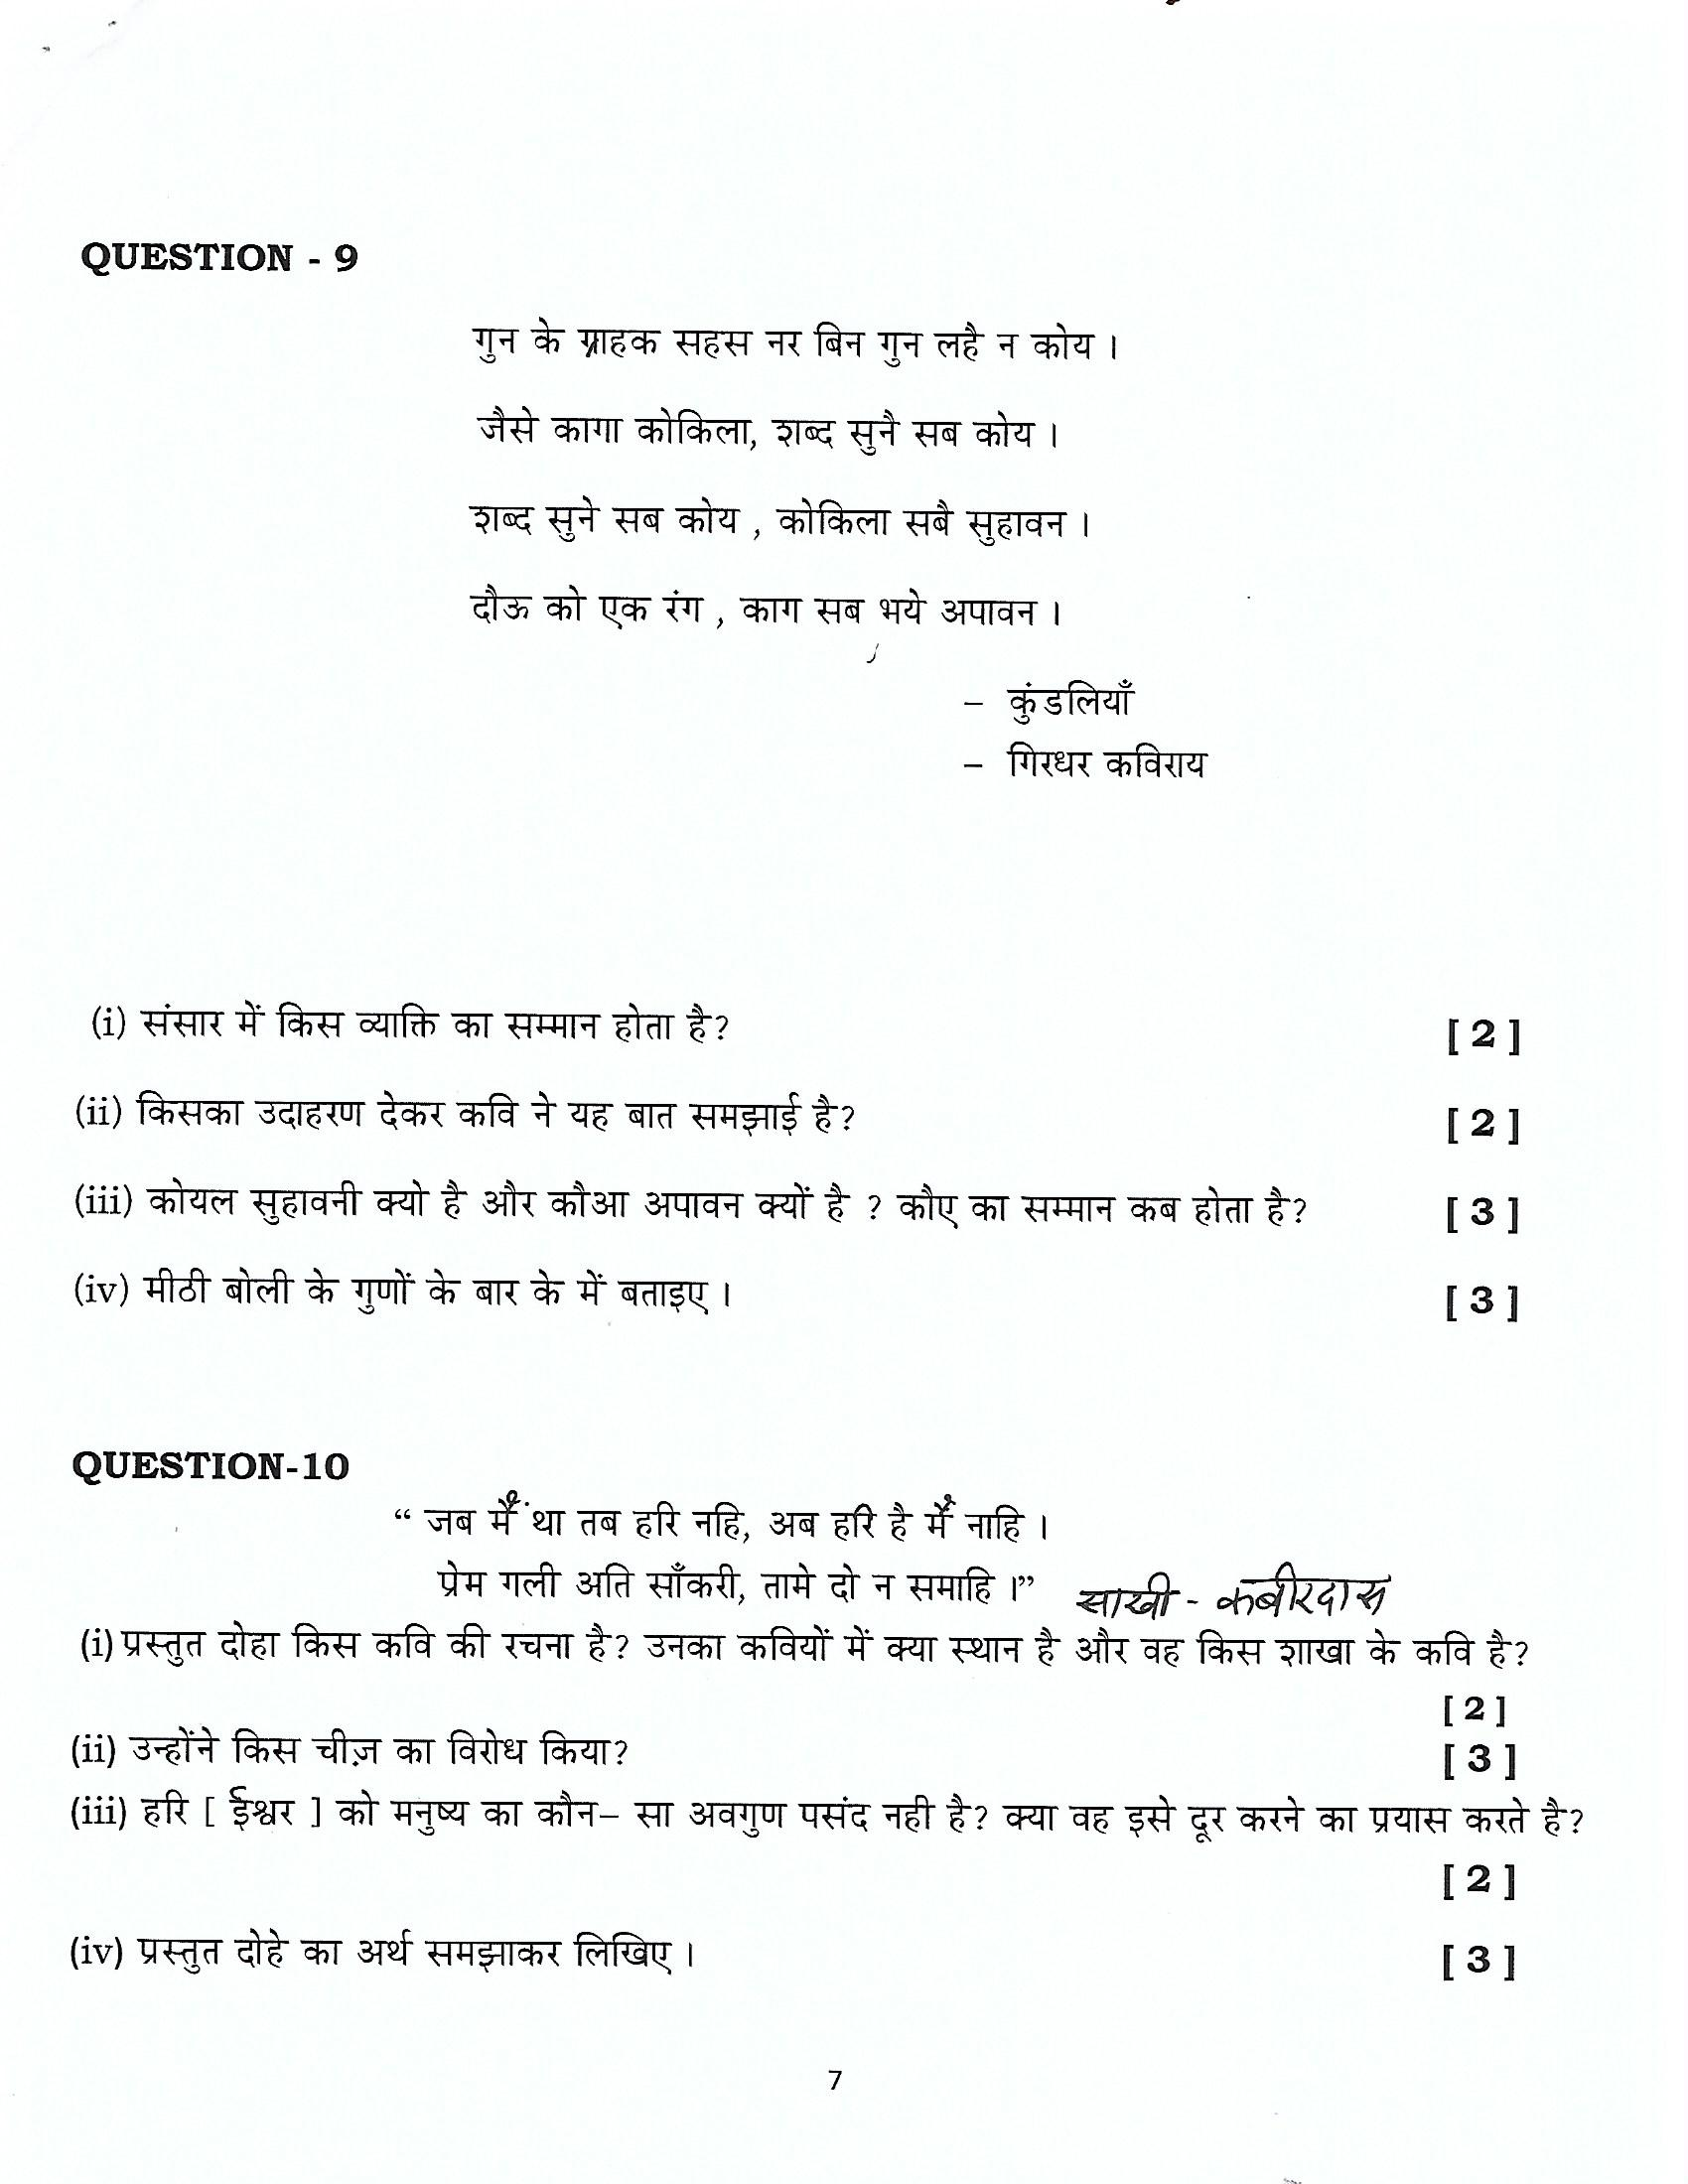 QUESTION - 9
गुन के ग्राहक सहस नर बिन गुन लहै न कोय ।
जैसे कागा कोकिला, शब्द सुनै सब कोय ।
शब्द सुने सब कोय , कोकिला सबै सुहावन ।
दौऊ को एक रंग , काग सब भये अपावन ।
– कुंडलियाँ
– गिरधर कविराय
(i) संसार में किस व्याक्ति का सम्मान होता है?
[ 2 ]
(ii) किसका उदाहरण देकर कवि ने यह बात समझाई है?
[ 2 ]
(iii) कोयल सुहावनी क्यो है और कौआ अपावन क्यों है ? कौए का सम्मान कब होता है?
[ 3 ]
(iv) मीठी बोली के गुणों के बार के में बताइए ।
[ 3 ]
QUESTION-10
“ जब मैं था तब हरि नहि, अब हरि है मैं नाहि ।
प्रेम गली अति साँकरी, तामे दो न समाहि ।” साखी - कबीरदास
(i) प्रस्तुत दोहा किस कवि की रचना है? उनका कवियों में क्या स्थान है और वह किस शाखा के कवि है?
[ 2 ]
(ii) उन्होंने किस चीज़ का विरोध किया?
[ 3 ]
(iii) हरि [ ईश्वर ] को मनुष्य का कौन– सा अवगुण पसंद नही है? क्या वह इसे दूर करने का प्रयास करते है?
[ 2 ]
(iv) प्रस्तुत दोहे का अर्थ समझाकर लिखिए ।
[ 3 ]
7